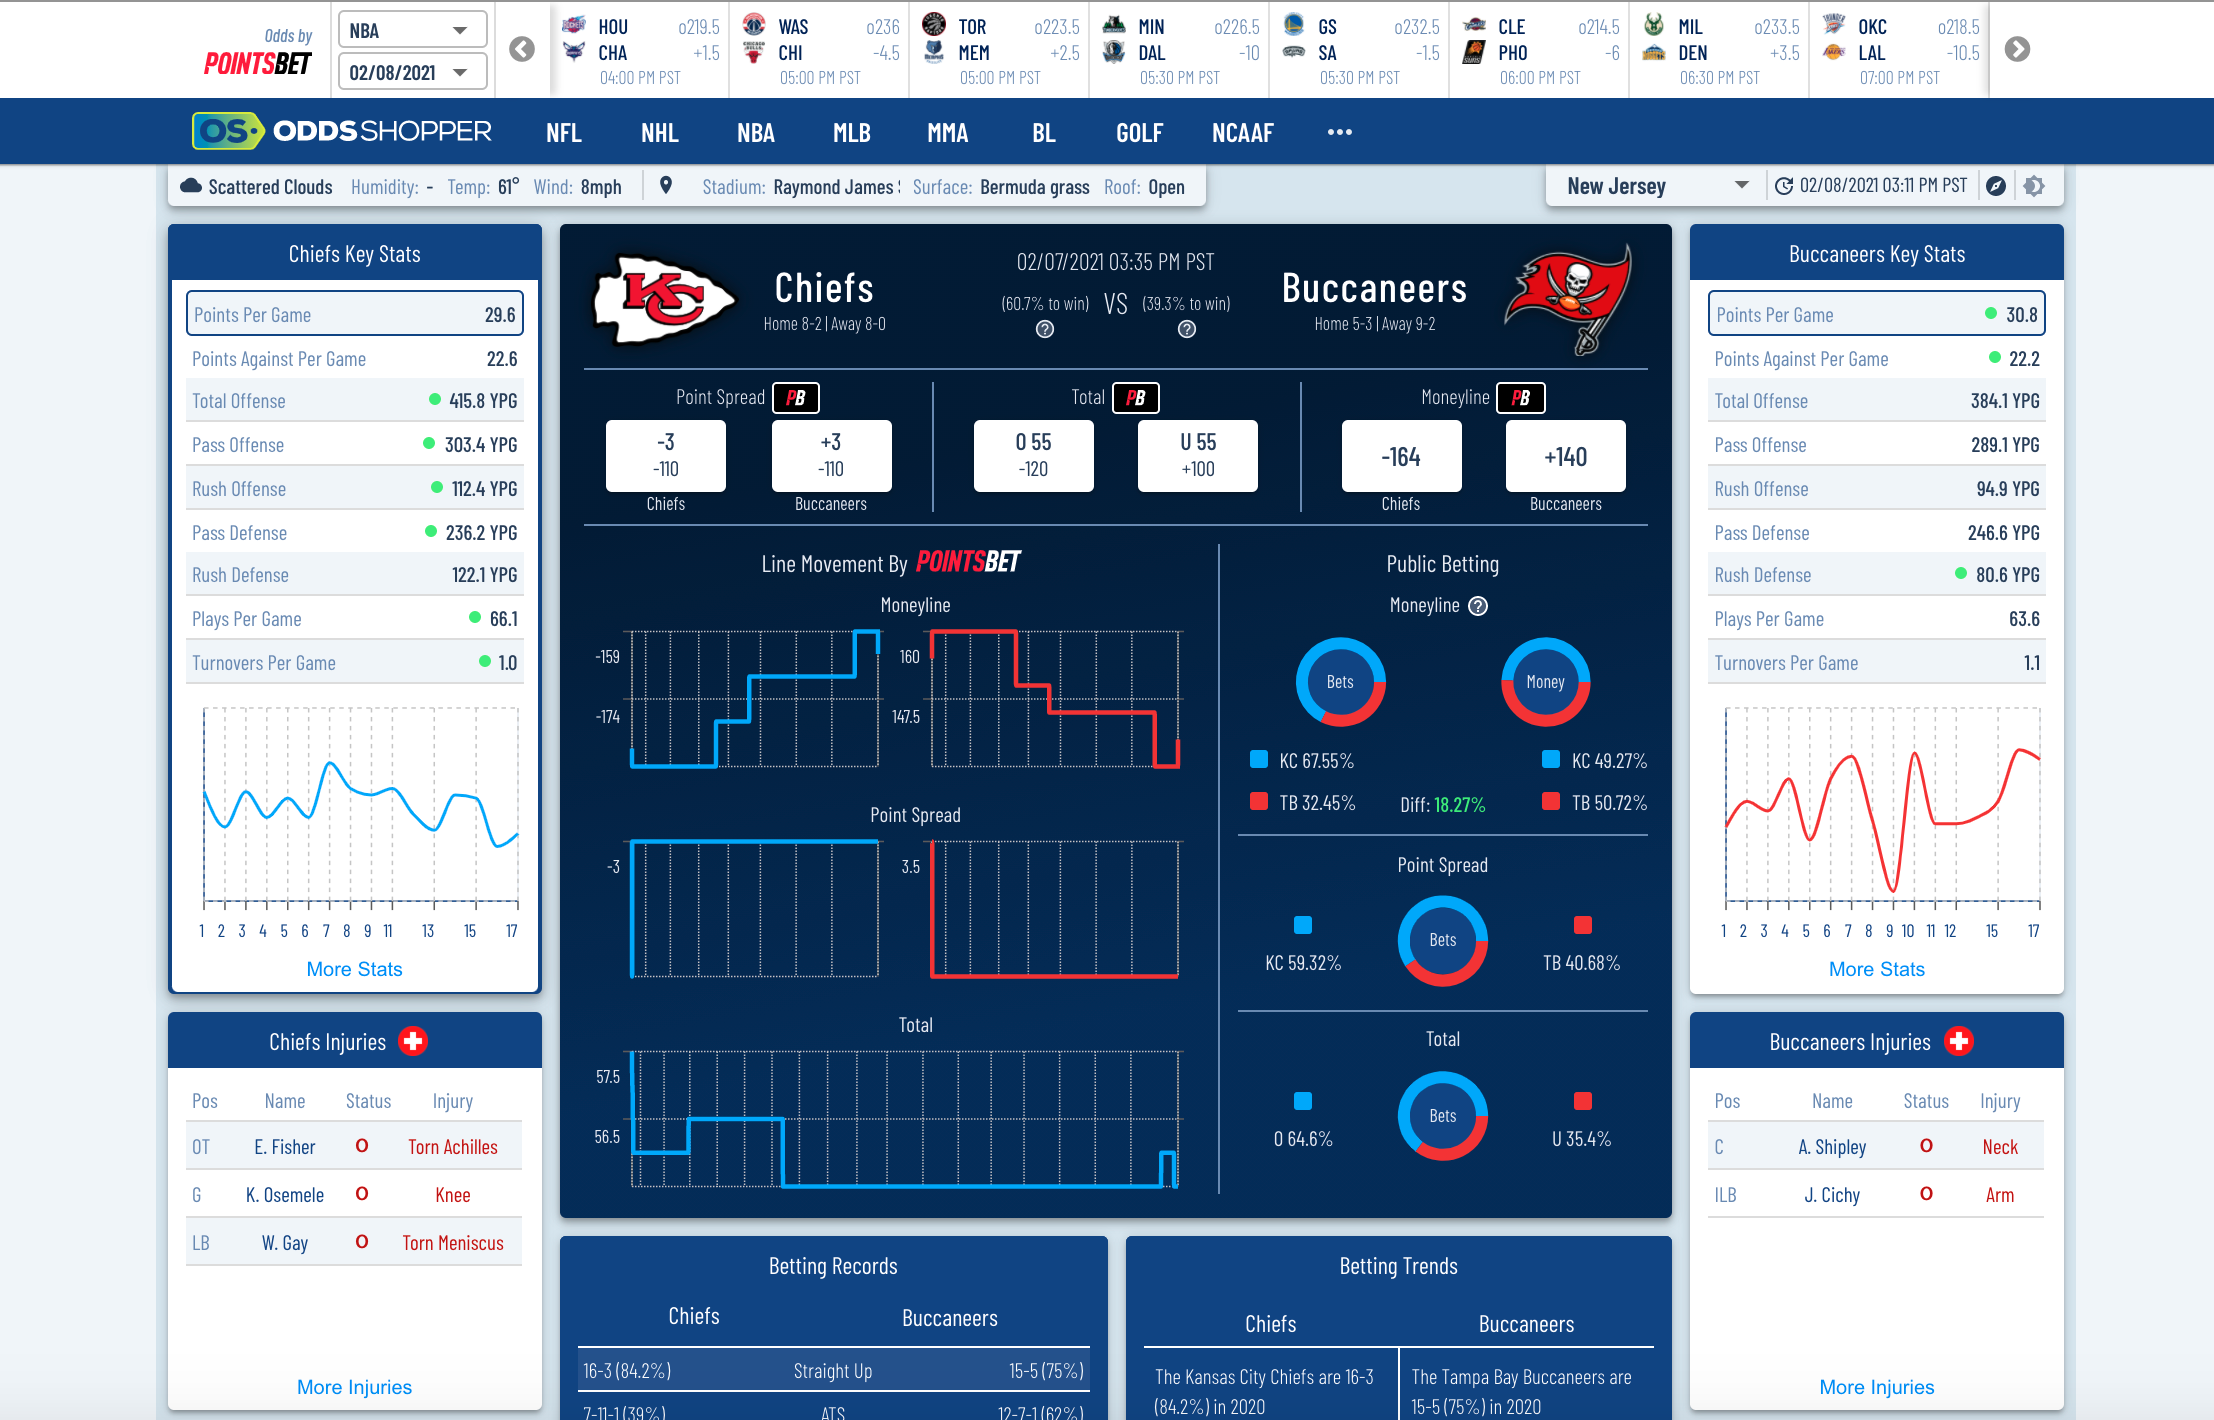 Odds by
POINTSBET
NBA
02/08/2021
HOU o219.5
CHA +1.5
04:00 PM PST
WAS o236
CHI -4.5
05:00 PM PST
TOR o223.5
MEM +2.5
05:00 PM PST
MIN o226.5
DAL -10
05:30 PM PST
GS o232.5
SA -1.5
05:30 PM PST
CLE o214.5
PHO -6
06:00 PM PST
MIL o233.5
DEN +3.5
06:30 PM PST
OKC o218.5
LAL -10.5
07:00 PM PST
OS ODDSSHOPPER NFL NHL NBA MLB MMA BL GOLF NCAAF
Scattered Clouds Humidity: - Temp: 61° Wind: 8mph Stadium: Raymond James Surface: Bermuda grass Roof: Open
New Jersey 02/08/2021 03:11 PM PST
Chiefs Key Stats
Points Per Game 29.6
Points Against Per Game 22.6
Total Offense 415.8 YPG
Pass Offense 303.4 YPG
Rush Offense 112.4 YPG
Pass Defense 236.2 YPG
Rush Defense 122.1 YPG
Plays Per Game 66.1
Turnovers Per Game 1.0
1 2 3 4 5 6 7 8 9 11 13 15 17
More Stats
Chiefs Injuries
Pos Name Status Injury
OT E. Fisher O Torn Achilles
G K. Osemele O Knee
LB W. Gay O Torn Meniscus
More Injuries
KC
Chiefs
Home 8-2 | Away 8-0
02/07/2021 03:35 PM PST
(60.7% to win) VS (39.3% to win)
? ?
Buccaneers
Home 5-3 | Away 9-2
Point Spread PB
-3
-110
Chiefs
+3
-110
Buccaneers
Total PB
O 55
-120
U 55
+100
Moneyline PB
-164
Chiefs
+140
Buccaneers
Line Movement By POINTSBET
Moneyline
-159
-174
160
147.5
Point Spread
-3
3.5
Total
57.5
56.5
Public Betting
Moneyline ?
Bets
Money
KC 67.55%
TB 32.45%
Diff: 18.27%
KC 49.27%
TB 50.72%
Point Spread
Bets
KC 59.32%
TB 40.68%
Total
Bets
O 64.6%
U 35.4%
Betting Records
Chiefs Buccaneers
16-3 (84.2%) Straight Up 15-5 (75%)
7-11-1 (39%) ATS 12-7-1 (62%)
Betting Trends
Chiefs
The Kansas City Chiefs are 16-3
(84.2%) in 2020
Buccaneers
The Tampa Bay Buccaneers are
15-5 (75%) in 2020
Buccaneers Key Stats
Points Per Game 30.8
Points Against Per Game 22.2
Total Offense 384.1 YPG
Pass Offense 289.1 YPG
Rush Offense 94.9 YPG
Pass Defense 246.6 YPG
Rush Defense 80.6 YPG
Plays Per Game 63.6
Turnovers Per Game 1.1
1 2 3 4 5 6 7 8 9 10 11 12 15 17
More Stats
Buccaneers Injuries
Pos Name Status Injury
C A. Shipley O Neck
ILB J. Cichy O Arm
More Injuries